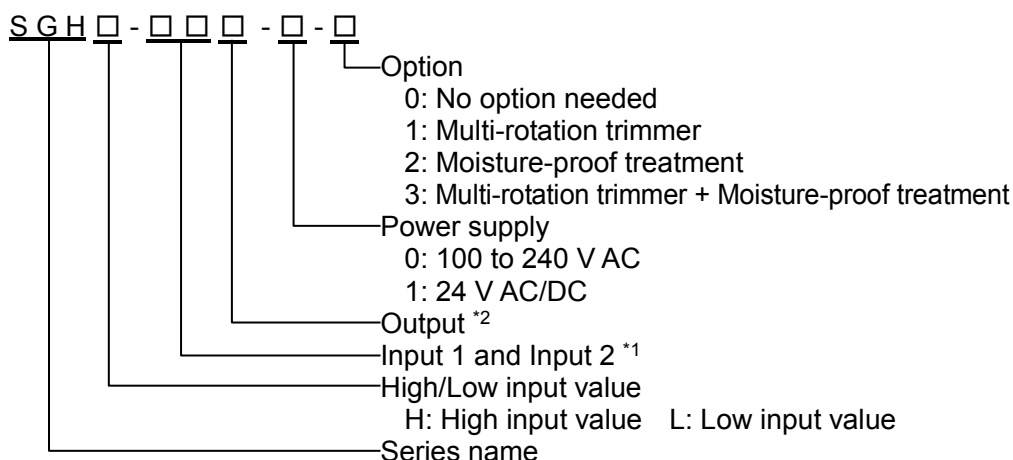 SGH□-□□□-□-□
Option
0: No option needed
1: Multi-rotation trimmer
2: Moisture-proof treatment
3: Multi-rotation trimmer + Moisture-proof treatment
Power supply
0: 100 to 240 V AC
1: 24 V AC/DC
Output *2
Input 1 and Input 2 *1
High/Low input value
H: High input value L: Low input value
Series name